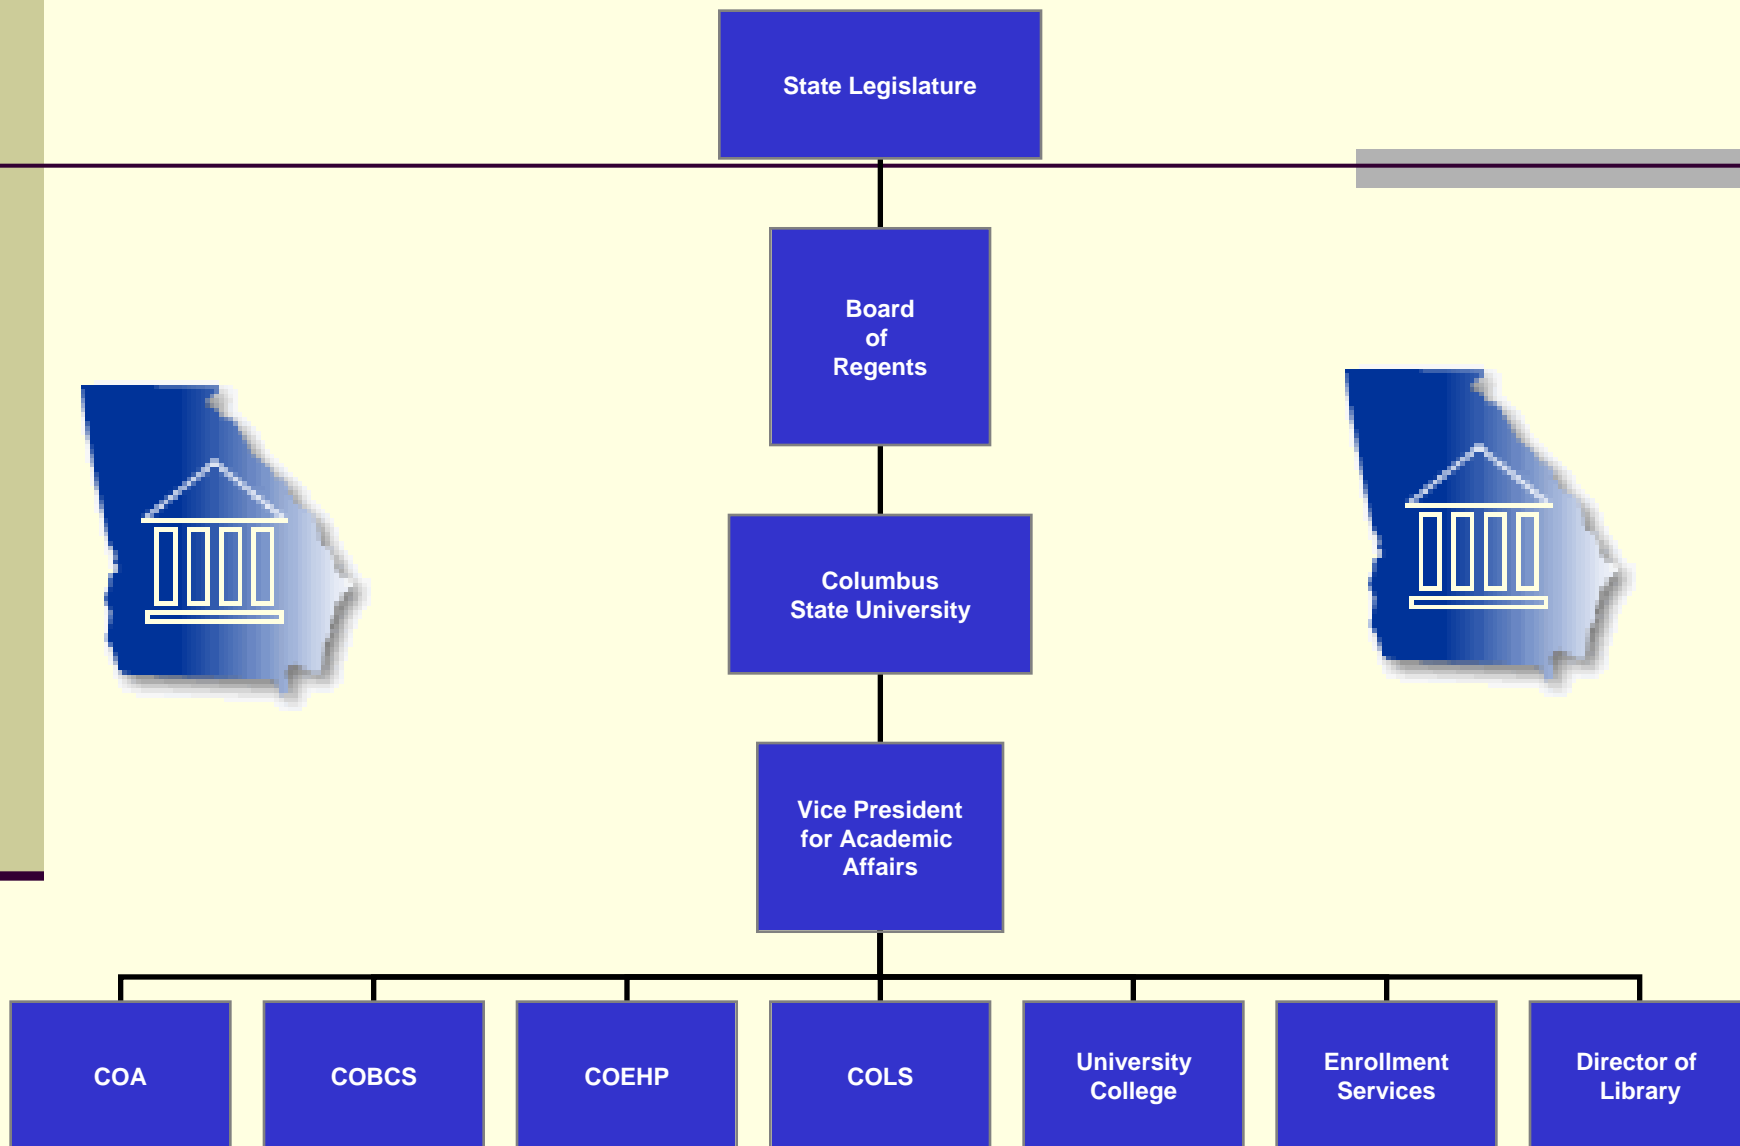 State Legislature
Board
of
Regents
Columbus
State University
Vice President
for Academic
Affairs
COA
COBCS
COEHP
COLS
University
College
Enrollment
Services
Director of
Library